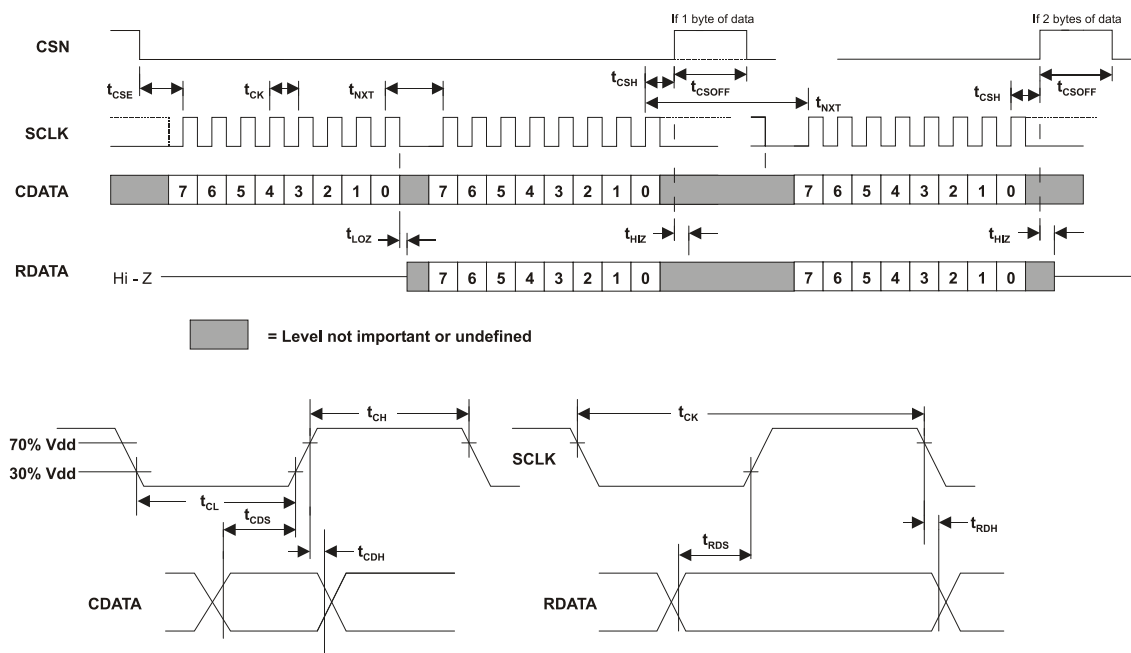 If 1 byte of data
If 2 bytes of data
CSN
tCSE
tCK
tNXT
tCSH
tCSOFF
tNXT
tCSH
tCSOFF
SCLK
CDATA
7 6 5 4 3 2 1 0
7 6 5 4 3 2 1 0
7 6 5 4 3 2 1 0
tLOZ
tHIZ
tHIZ
RDATA
Hi - Z
7 6 5 4 3 2 1 0
7 6 5 4 3 2 1 0
= Level not important or undefined
tCH
tCK
70% Vdd
30% Vdd
SCLK
tCL
tCDS
tCDH
tRDS
tRDH
CDATA
RDATA